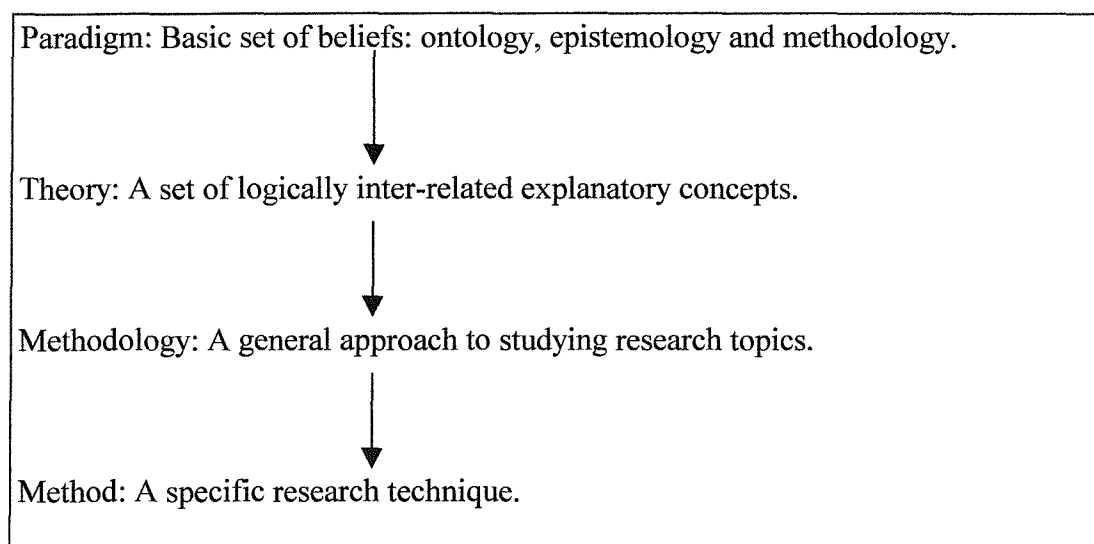 Paradigm: Basic set of beliefs: ontology, epistemology and methodology.
Theory: A set of logically inter-related explanatory concepts.
Methodology: A general approach to studying research topics.
Method: A specific research technique.